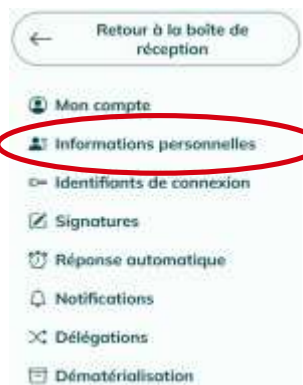 Retour à la boîte de
réception
Mon compte
Informations personnelles
Identifiants de connexion
Signatures
Réponse automatique
Notifications
Délégations
Dématérialisation